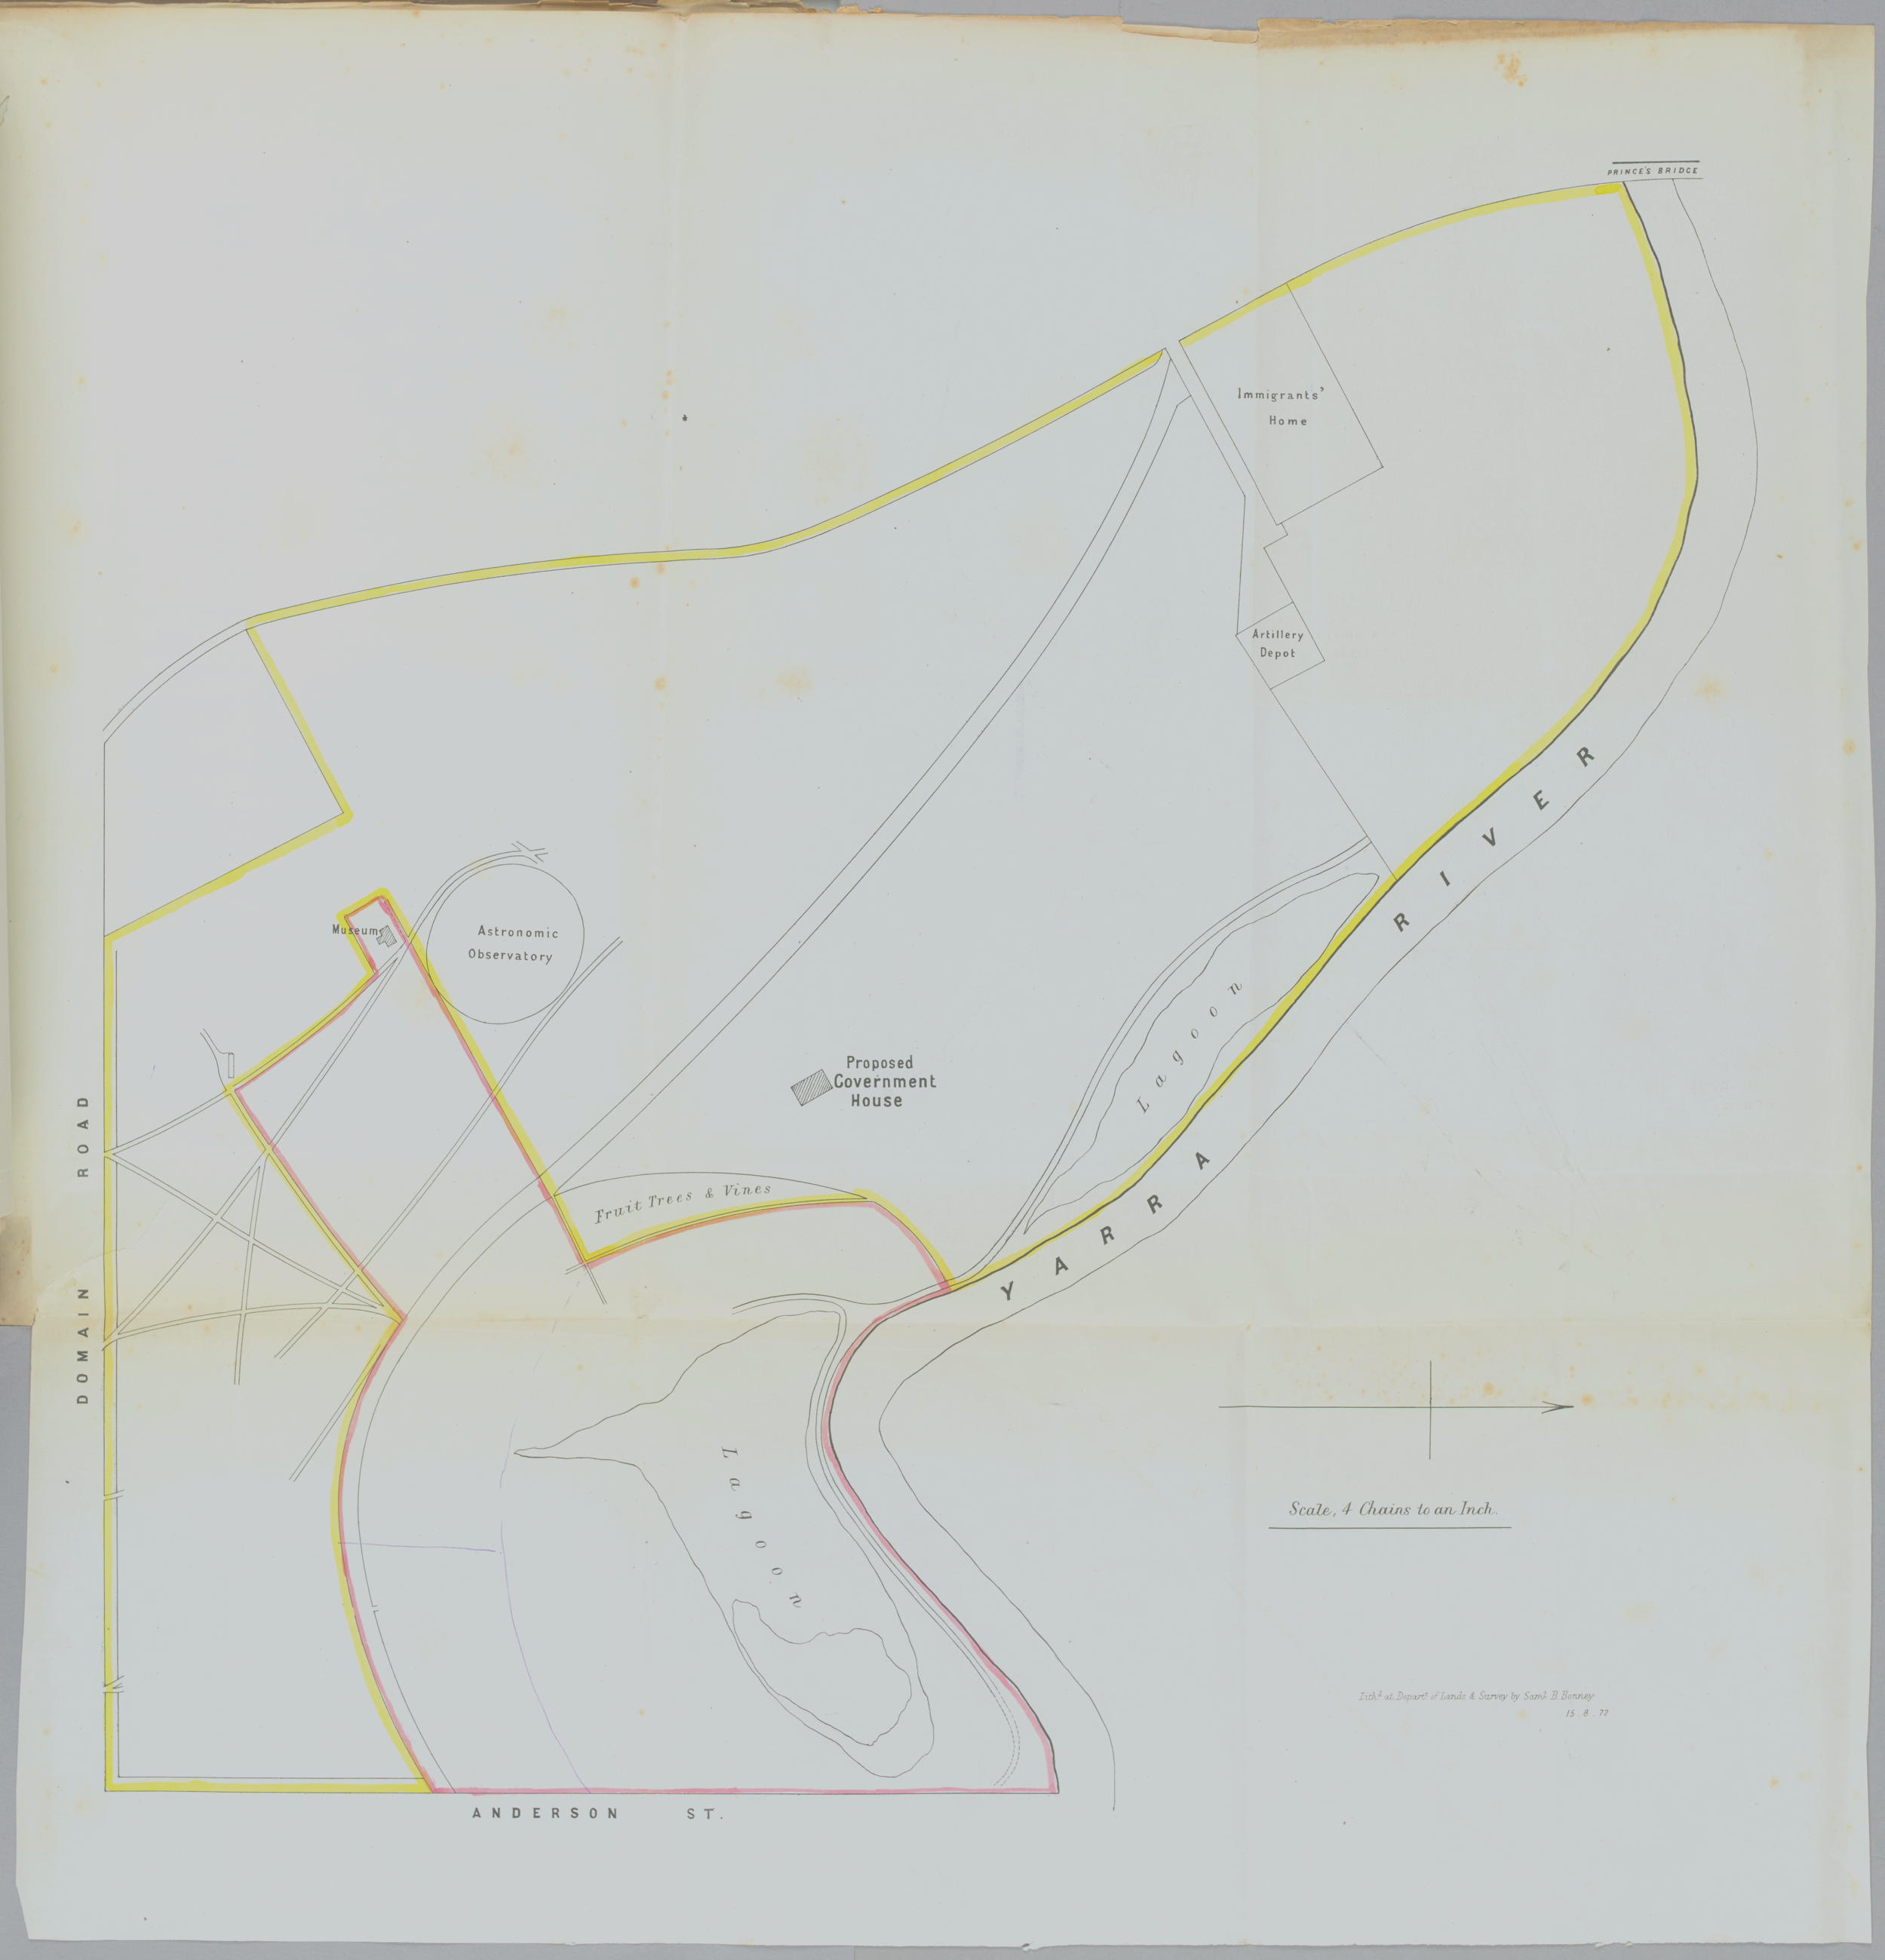 PRINCE'S BRIDGE
Immigrants'
Home
Artillery
Depot
YARRA RIVER
Museum
Astronomic
Observatory
Lagoon
Proposed
Government
House
Fruit Trees & Vines
DOMAIN ROAD
Lagoon
Scale, 4 Chains to an Inch.
Lithd. at Depart. of Lands & Survey by Saml. B. Bonney
15. 8. 72
ANDERSON ST.